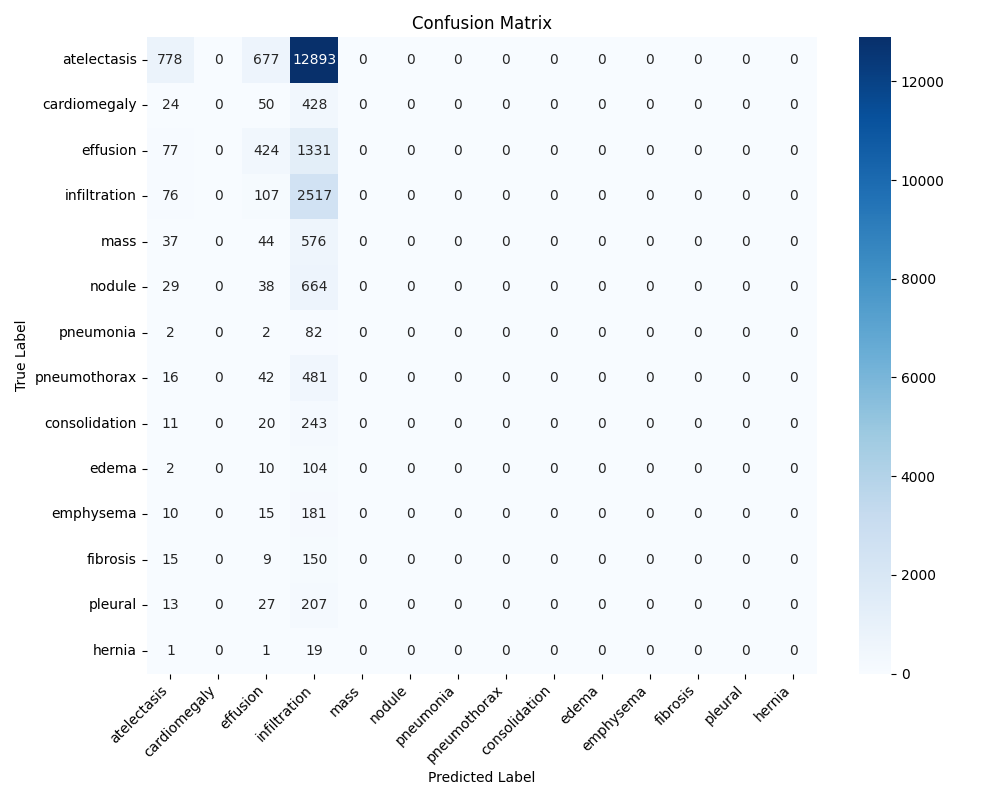 Confusion Matrix
atelectasis 778 0 677 12893 0 0 0 0 0 0 0 0 0 0
cardiomegaly 24 0 50 428 0 0 0 0 0 0 0 0 0 0
effusion 77 0 424 1331 0 0 0 0 0 0 0 0 0 0
infiltration 76 0 107 2517 0 0 0 0 0 0 0 0 0 0
mass 37 0 44 576 0 0 0 0 0 0 0 0 0 0
nodule 29 0 38 664 0 0 0 0 0 0 0 0 0 0
pneumonia 2 0 2 82 0 0 0 0 0 0 0 0 0 0
pneumothorax 16 0 42 481 0 0 0 0 0 0 0 0 0 0
consolidation 11 0 20 243 0 0 0 0 0 0 0 0 0 0
edema 2 0 10 104 0 0 0 0 0 0 0 0 0 0
emphysema 10 0 15 181 0 0 0 0 0 0 0 0 0 0
fibrosis 15 0 9 150 0 0 0 0 0 0 0 0 0 0
pleural 13 0 27 207 0 0 0 0 0 0 0 0 0 0
hernia 1 0 1 19 0 0 0 0 0 0 0 0 0 0
True Label
atelectasis
cardiomegaly
effusion
infiltration
mass
nodule
pneumonia
pneumothorax
consolidation
edema
emphysema
fibrosis
pleural
hernia
Predicted Label
12000
10000
8000
6000
4000
2000
0